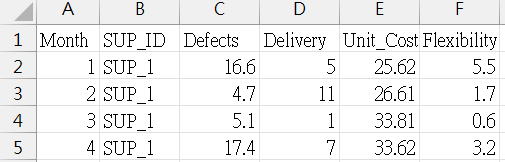 A B C D E F
1 Month SUP_ID Defects Delivery Unit_Cost Flexibility
2 1 SUP_1 16.6 5 25.62 5.5
3 2 SUP_1 4.7 11 26.61 1.7
4 3 SUP_1 5.1 1 33.81 0.6
5 4 SUP_1 17.4 7 33.62 3.2